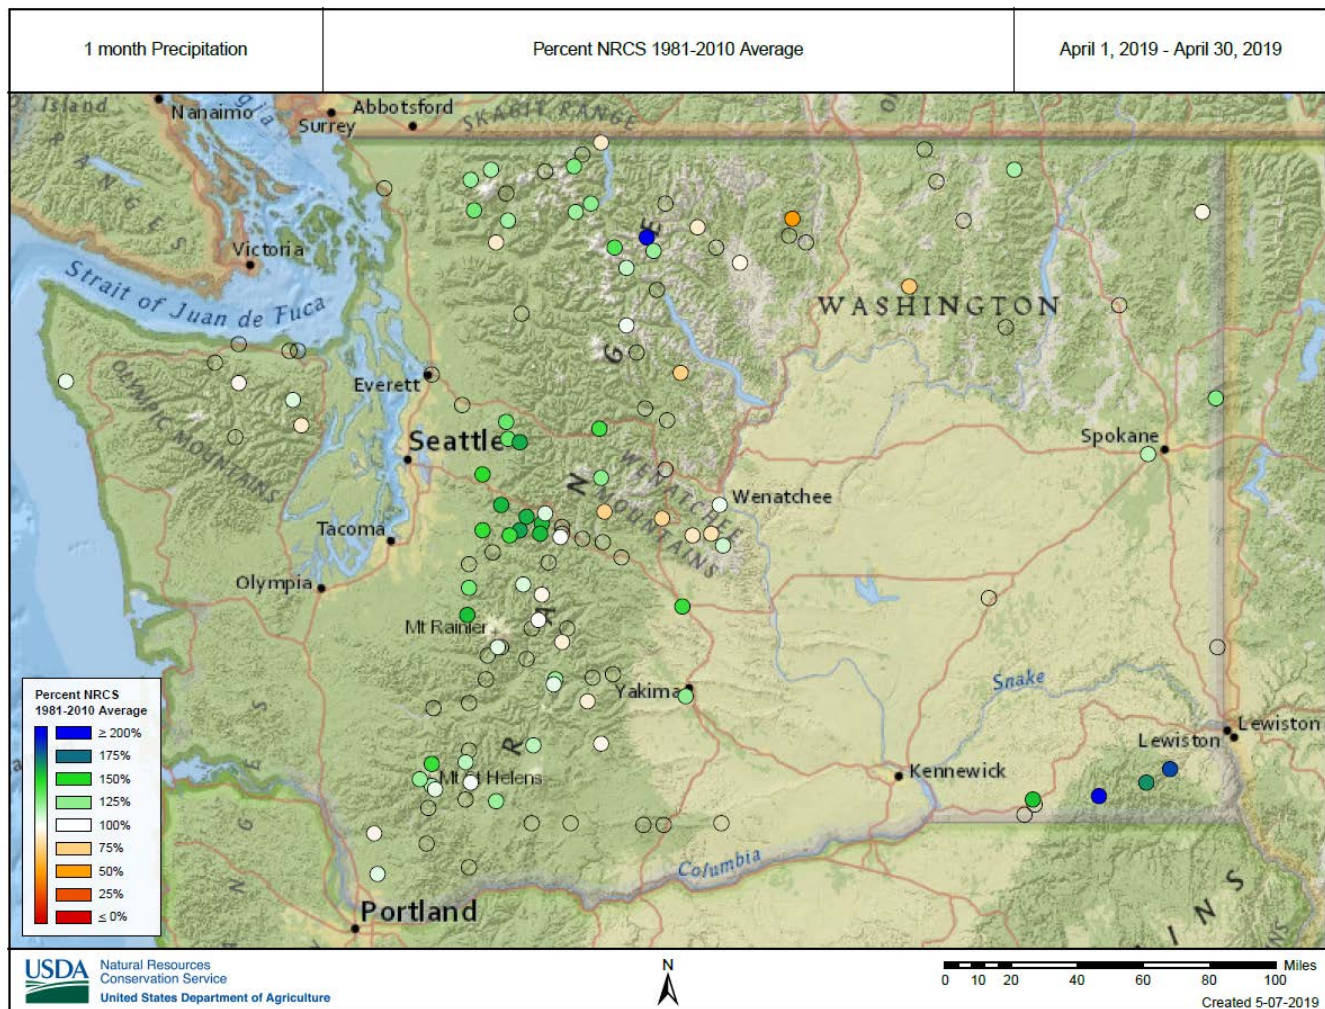 1 month Precipitation
Percent NRCS 1981-2010 Average
April 1, 2019 - April 30, 2019
Island
Nanaimo
Abbotsford
Surrey
SKAGIT RANGE
RANGES
Victoria
Strait of Juan de Fuca
WASHINGTON
OLYMPIC MOUNTAINS
Everett
Seattle
Spokane
WENATCHEE
MOUNTAINS
Wenatchee
Tacoma
Olympia
Mt Rainier
Yakima
Snake
Lewiston
Lewiston
Mt St Helens
Kennewick
Columbia
Portland
Percent NRCS
1981-2010 Average
≥ 200%
175%
150%
125%
100%
75%
50%
25%
≤ 0%
USDA
Natural Resources
Conservation Service
United States Department of Agriculture
N
0 10 20 40 60 80 100 Miles
Created 5-07-2019